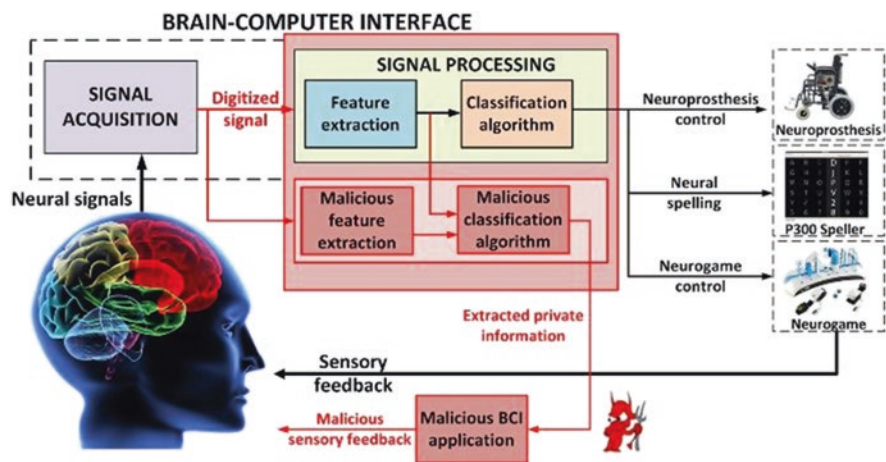 BRAIN-COMPUTER INTERFACE
SIGNAL
ACQUISITION
Digitized
signal
SIGNAL PROCESSING
Feature
extraction
Classification
algorithm
Neuroprosthesis
control
Neuroprosthesis
Neural signals
Malicious
feature
extraction
Malicious
classification
algorithm
Neural
spelling
P300 Speller
Neurogame
control
Neurogame
Extracted private
information
Sensory
feedback
Malicious
sensory feedback
Malicious BCI
application